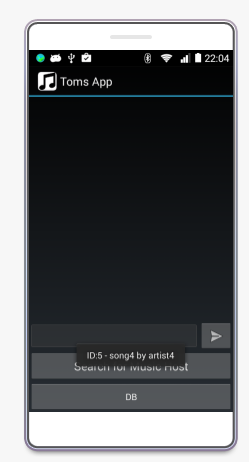 22:04
Toms App
ID:5 - song4 by artist4
Search for Music Host
DB